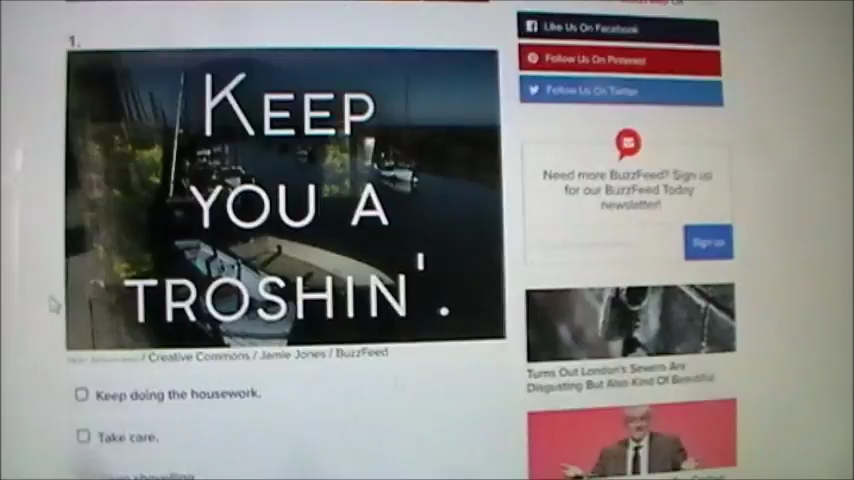 1.
KEEP
YOU A
TROSHIN'.
/ Creative Commons / Jamie Jones / BuzzFeed
Keep doing the housework.
Take care.
Like Us On Facebook
Follow Us On Pinterest
Follow Us On Twitter
Need more BuzzFeed? Sign up
for our BuzzFeed Today
newsletter!
Sign up
Turns Out London's Sewers Are
Disgusting But Also Kind Of Beautiful